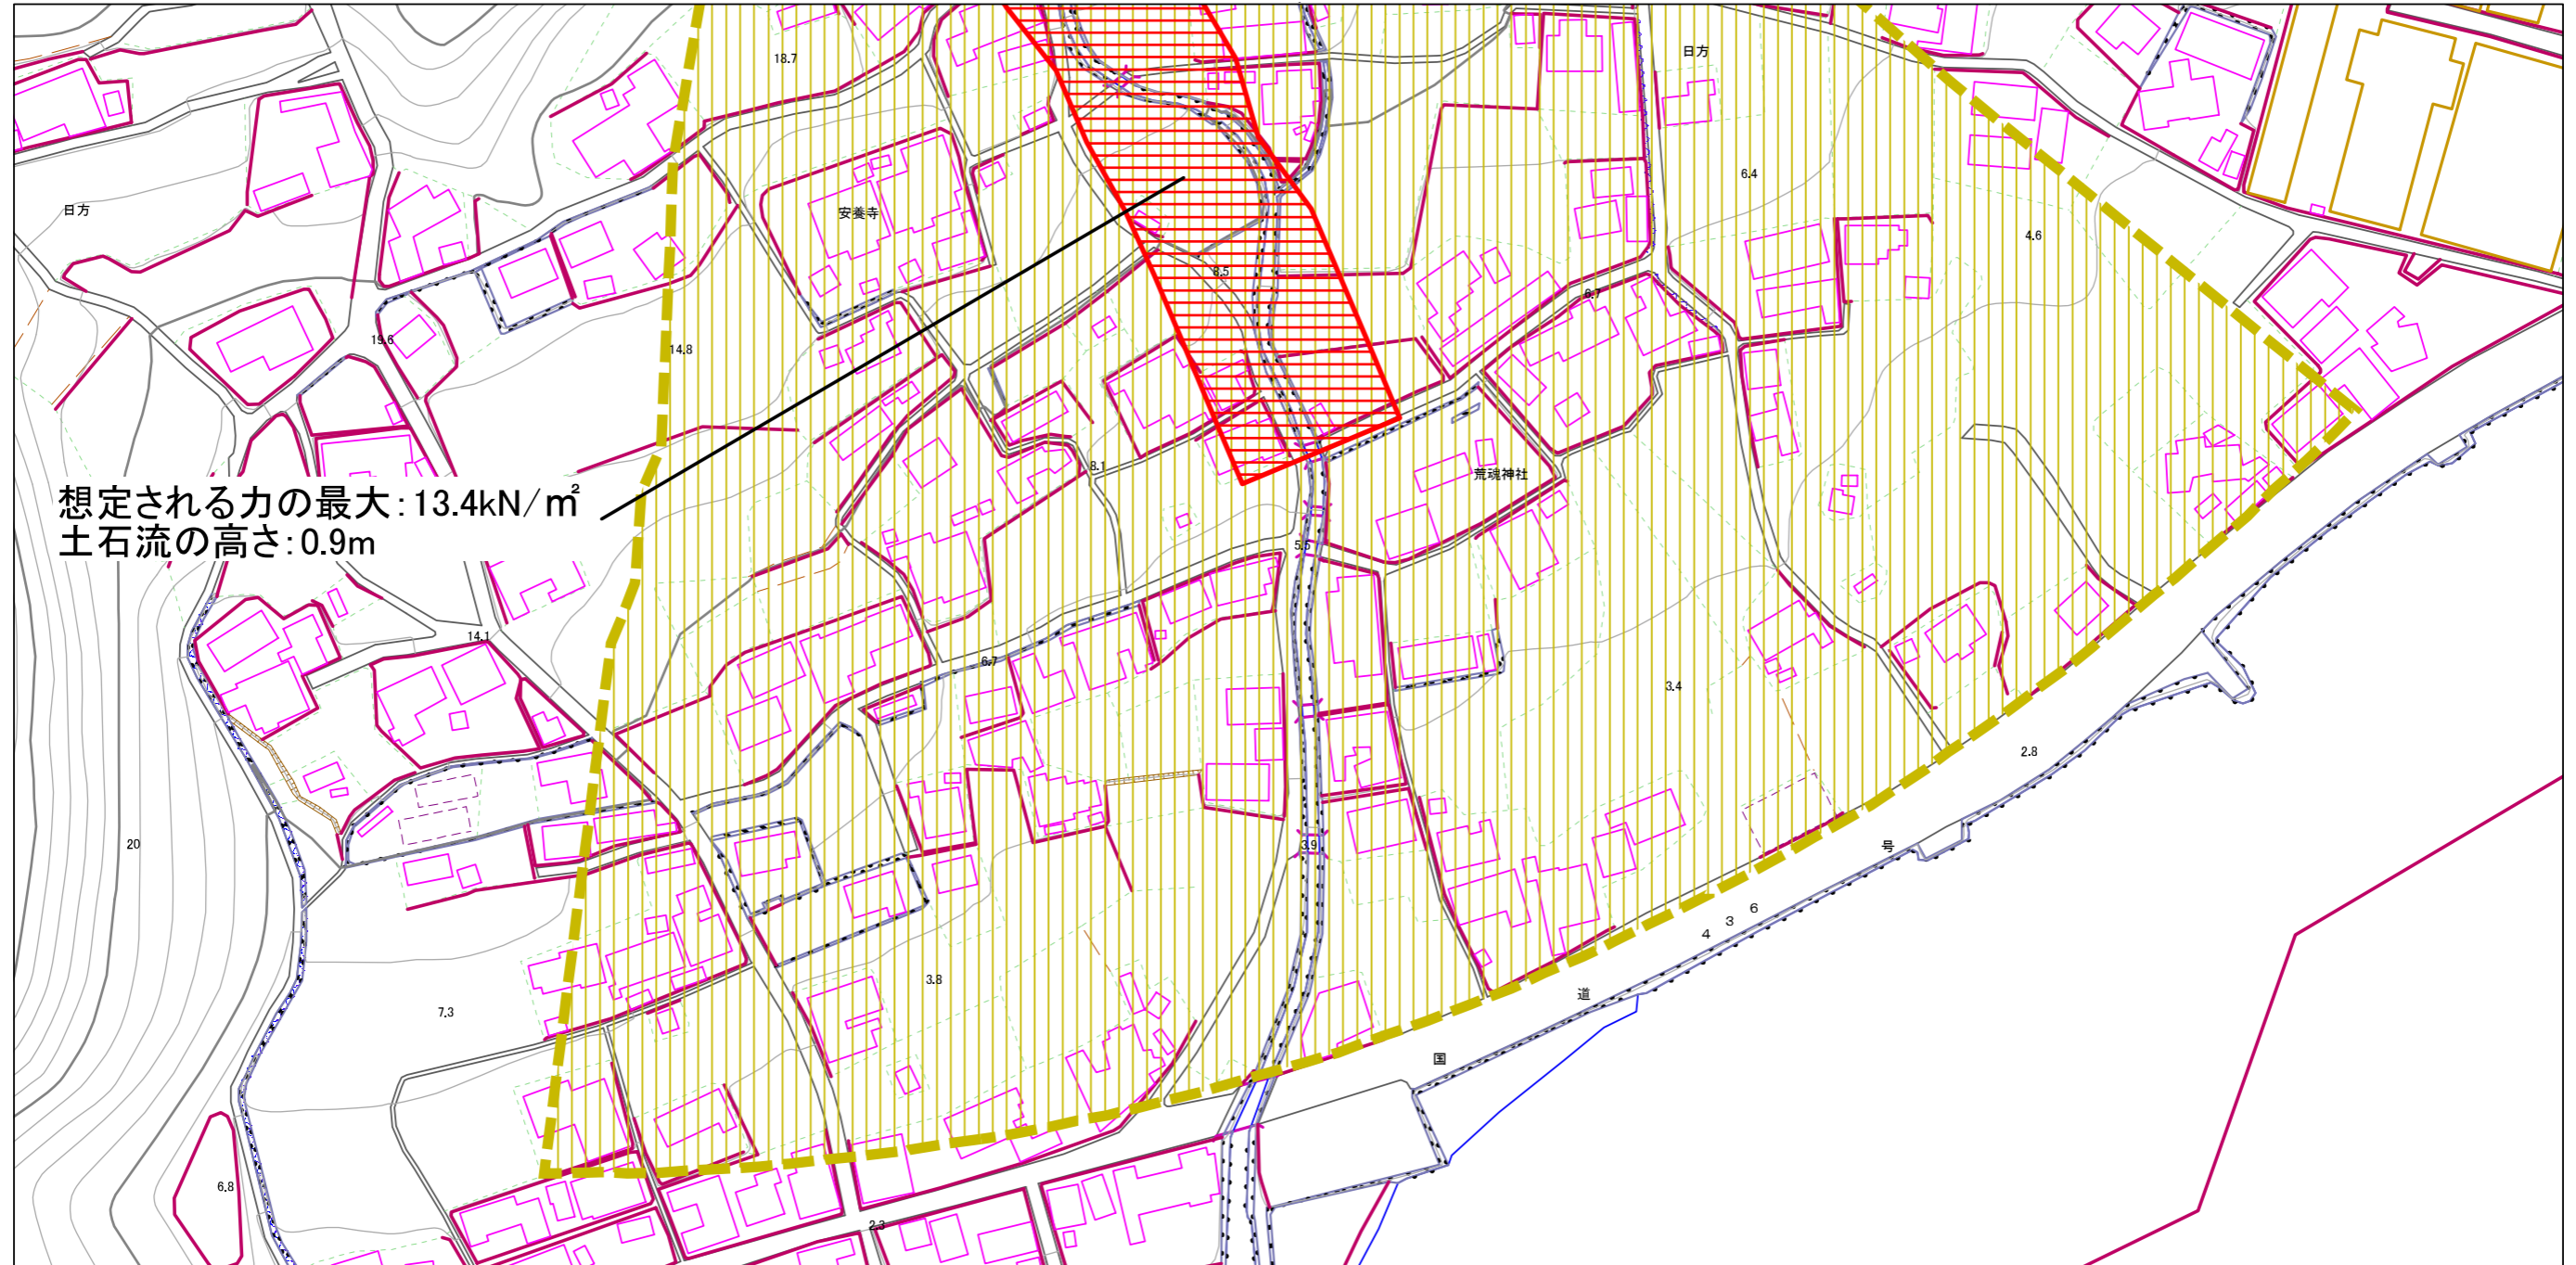 18.7
日方
6.4
日方
安養寺
4.6
8.5
6.7
19.6
14.8
8.1
荒魂神社
想定される力の最大:13.4kN/㎡
土石流の高さ:0.9m
5.5
14.1
6.7
3.4
2.8
20
3.9
号
6
3
4
3.8
道
7.3
国
6.8
2.3